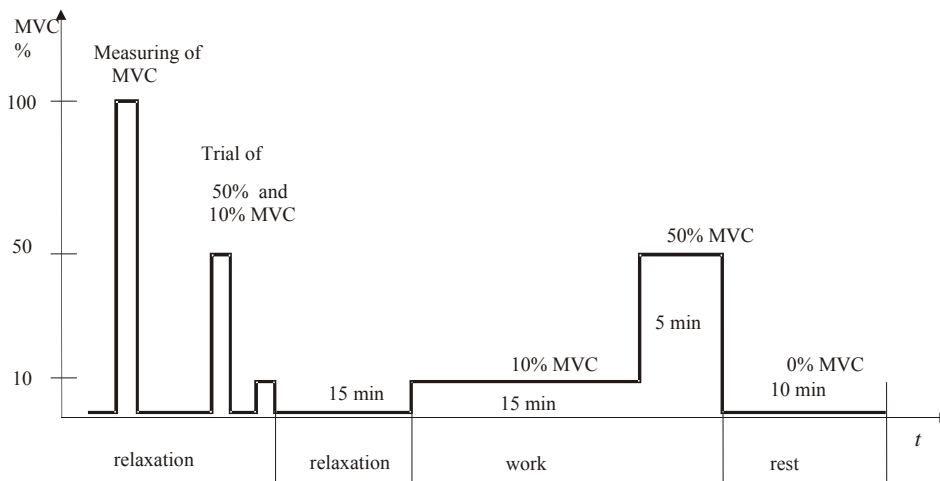 MVC
%
Measuring of
MVC
100
Trial of
50% and
10% MVC
50
50% MVC
5 min
10% MVC
0% MVC
10
15 min
15 min
10 min
t
relaxation
relaxation
work
rest